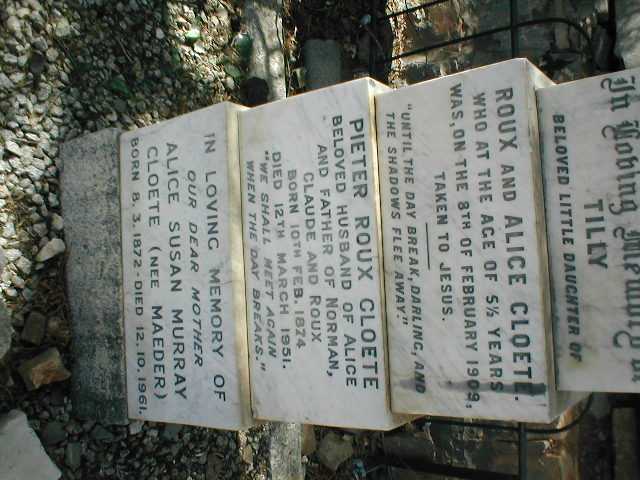 In Loving Memory of
TILLY
BELOVED LITTLE DAUGHTER OF
ROUX AND ALICE CLOETE.
WHO AT THE AGE OF 5½ YEARS
WAS, ON THE 8TH OF FEBRUARY 1909,
TAKEN TO JESUS.
"UNTIL THE DAY BREAK, DARLING, AND
THE SHADOWS FLEE AWAY."
PIETER ROUX CLOETE
BELOVED HUSBAND OF ALICE
AND FATHER OF NORMAN,
CLAUDE AND ROUX
BORN 10TH FEB. 1874
DIED 12TH MARCH 1951.
"WE SHALL MEET AGAIN
WHEN THE DAY BREAKS."
IN LOVING MEMORY OF
OUR DEAR MOTHER
ALICE SUSAN MURRAY
CLOETE (NEE MAEDER)
BORN 8.3.1872 - DIED 12.10.1961.